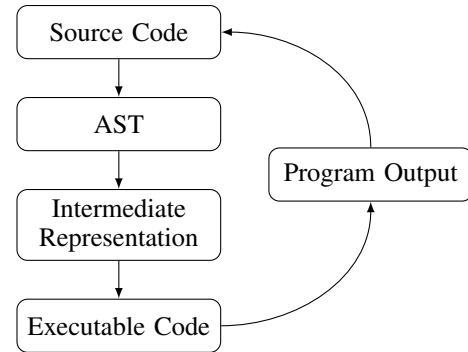 Source Code
AST
Intermediate
Representation
Executable Code
Program Output